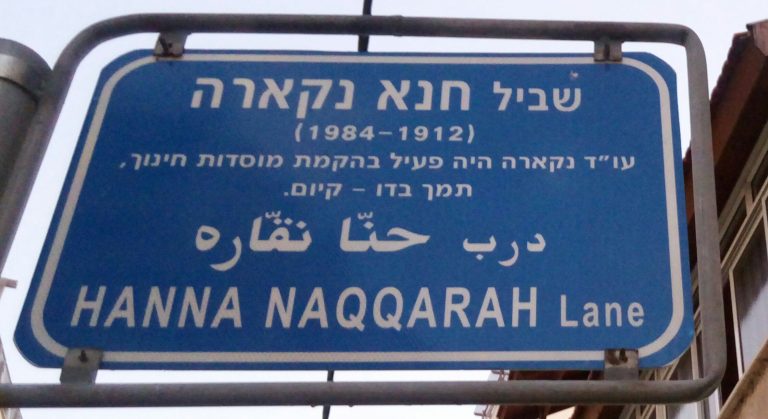 שביל חנא נקארה
(1984-1912)
עו"ד נקארה היה פעיל בהקמת מוסדות חינוך,
תמך בדו - קיום.
درب حنّا نقّاره
HANNA NAQQARAH Lane